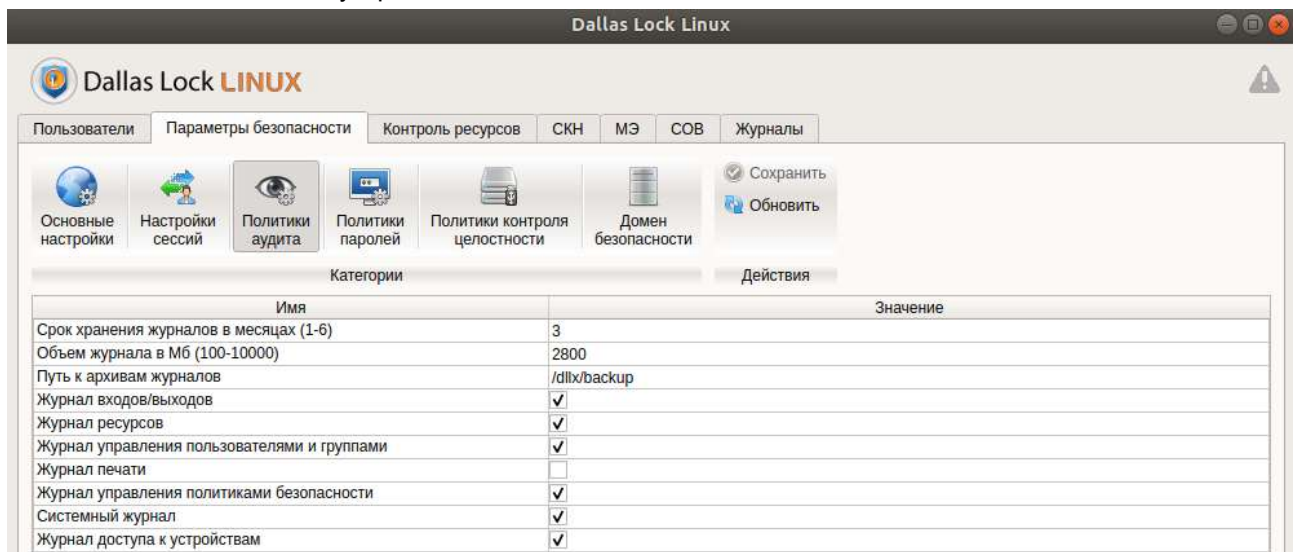 Dallas Lock Linux
Dallas Lock LINUX
Пользователи Параметры безопасности Контроль ресурсов СКН МЭ СОВ Журналы
Основные настройки
Настройки сессий
Политики аудита
Политики паролей
Политики контроля целостности
Домен безопасности
Сохранить
Обновить
Категории Действия
Имя Значение
Срок хранения журналов в месяцах (1-6) 3
Объем журнала в Мб (100-10000) 2800
Путь к архивам журналов /dllx/backup
Журнал входов/выходов
Журнал ресурсов
Журнал управления пользователями и группами
Журнал печати
Журнал управления политиками безопасности
Системный журнал
Журнал доступа к устройствам